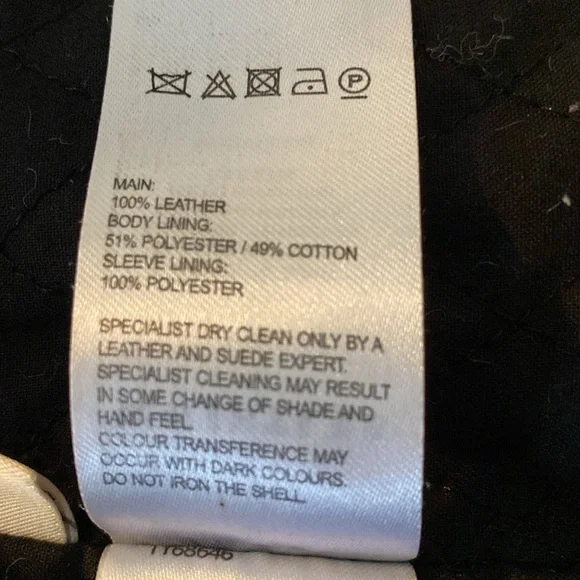 P
MAIN:
100% LEATHER
BODY LINING:
51% POLYESTER / 49% COTTON
SLEEVE LINING:
100% POLYESTER
SPECIALIST DRY CLEAN ONLY BY A
LEATHER AND SUEDE EXPERT.
SPECIALIST CLEANING MAY RESULT
IN SOME CHANGE OF SHADE AND
HAND FEEL.
COLOUR TRANSFERENCE MAY
OCCUR WITH DARK COLOURS.
DO NOT IRON THE SHELL.